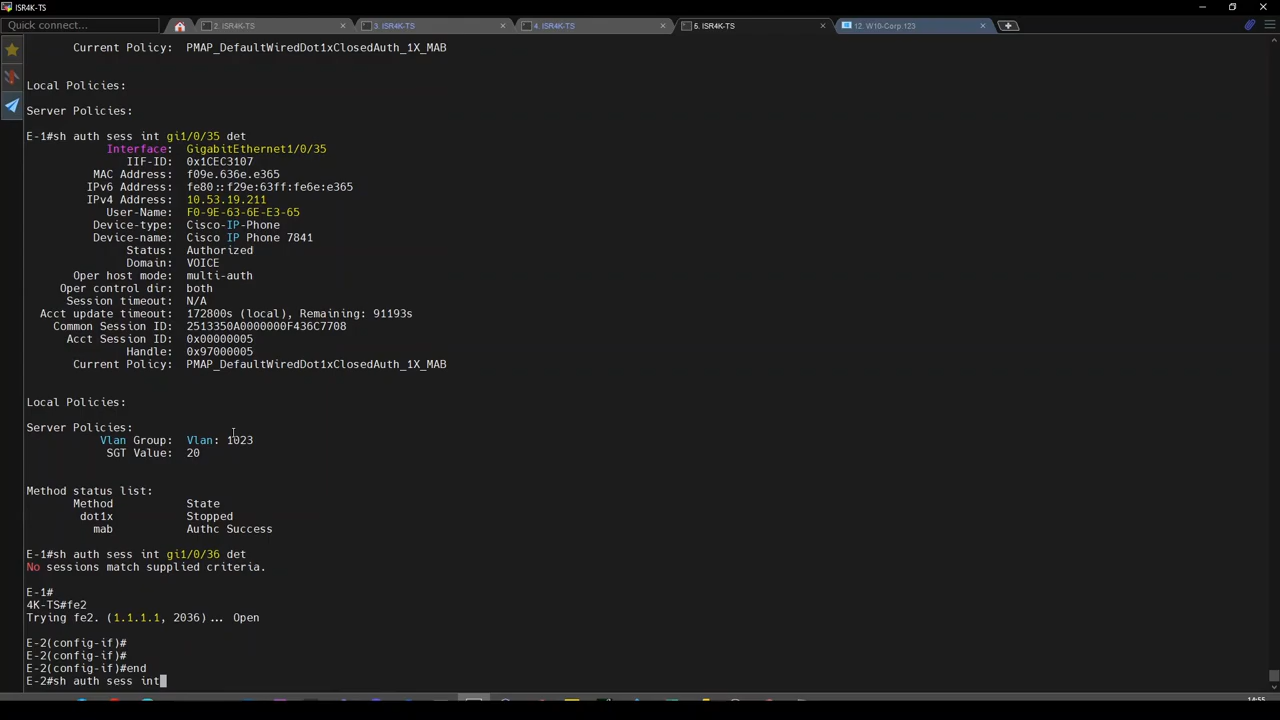 ISR4K-TS
Quick connect...
2. ISR4K-TS
3. ISR4K-TS
4. ISR4K-TS
5. ISR4K-TS
12. W10-Corp.123
Current Policy: PMAP_DefaultWiredDot1xClosedAuth_1X_MAB
Local Policies:
Server Policies:
E-1#sh auth sess int gi1/0/35 det
Interface: GigabitEthernet1/0/35
IIF-ID: 0x1CEC3107
MAC Address: f09e.636e.e365
IPv6 Address: fe80::f29e:63ff:fe6e:e365
IPv4 Address: 10.53.19.211
User-Name: F0-9E-63-6E-E3-65
Device-type: Cisco-IP-Phone
Device-name: Cisco IP Phone 7841
Status: Authorized
Domain: VOICE
Oper host mode: multi-auth
Oper control dir: both
Session timeout: N/A
Acct update timeout: 172800s (local), Remaining: 91193s
Common Session ID: 2513350A0000000F436C7708
Acct Session ID: 0x00000005
Handle: 0x97000005
Current Policy: PMAP_DefaultWiredDot1xClosedAuth_1X_MAB
Local Policies:
Server Policies:
Vlan Group: Vlan: 1023
SGT Value: 20
Method status list:
Method State
dot1x Stopped
mab Authc Success
E-1#sh auth sess int gi1/0/36 det
No sessions match supplied criteria.
E-1#
4K-TS#fe2
Trying fe2. (1.1.1.1, 2036)... Open
E-2(config-if)#
E-2(config-if)#
E-2(config-if)#end
E-2#sh auth sess int
14:55